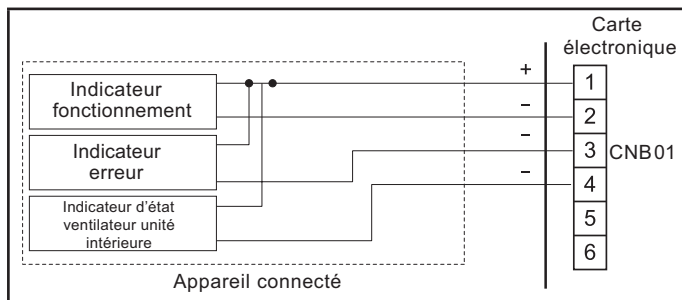 Carte
électronique
Indicateur
fonctionnement
Indicateur
erreur
Indicateur d'état
ventilateur unité
intérieure
Appareil connecté
+
–
–
–
1
2
3
4
5
6
CNB01